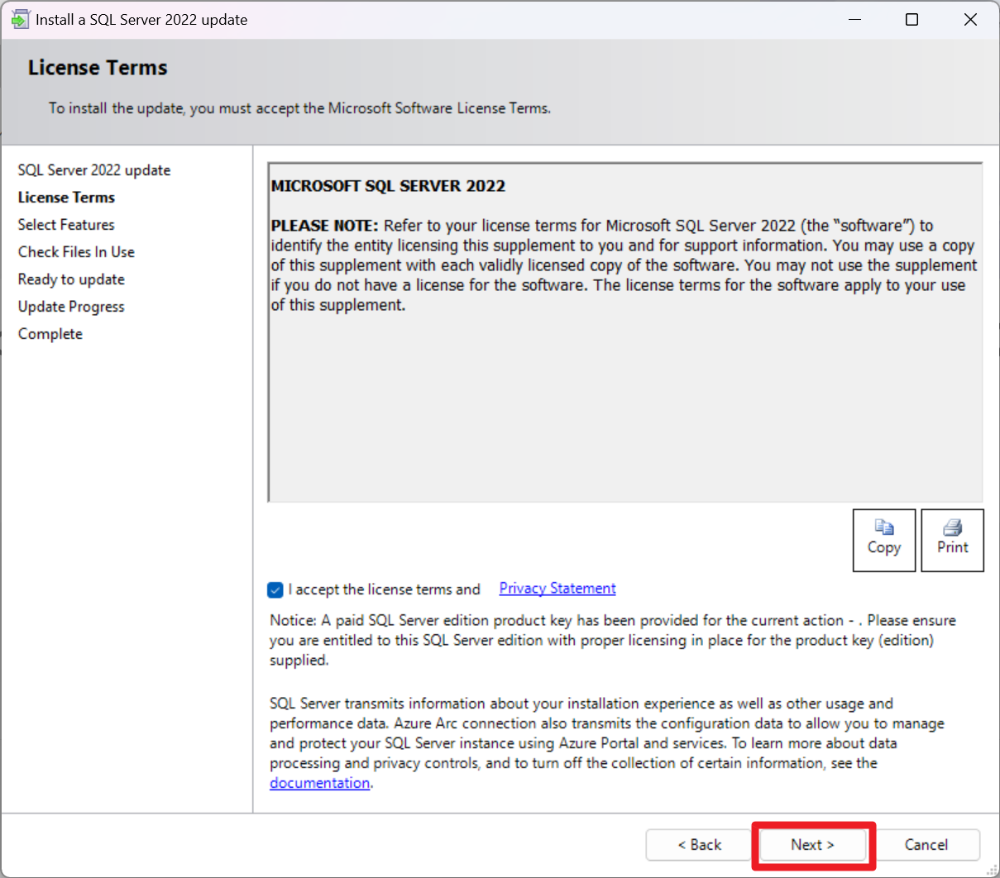 Install a SQL Server 2022 update
License Terms
To install the update, you must accept the Microsoft Software License Terms.
SQL Server 2022 update
License Terms
Select Features
Check Files In Use
Ready to update
Update Progress
Complete
MICROSOFT SQL SERVER 2022
PLEASE NOTE: Refer to your license terms for Microsoft SQL Server 2022 (the “software”) to
identify the entity licensing this supplement to you and for support information. You may use a copy
of this supplement with each validly licensed copy of the software. You may not use the supplement
if you do not have a license for the software. The license terms for the software apply to your use
of this supplement.
Copy
Print
I accept the license terms and Privacy Statement
Notice: A paid SQL Server edition product key has been provided for the current action - . Please ensure
you are entitled to this SQL Server edition with proper licensing in place for the product key (edition)
supplied.
SQL Server transmits information about your installation experience as well as other usage and
performance data. Azure Arc connection also transmits the configuration data to allow you to manage
and protect your SQL Server instance using Azure Portal and services. To learn more about data
processing and privacy controls, and to turn off the collection of certain information, see the
documentation.
< Back
Next >
Cancel